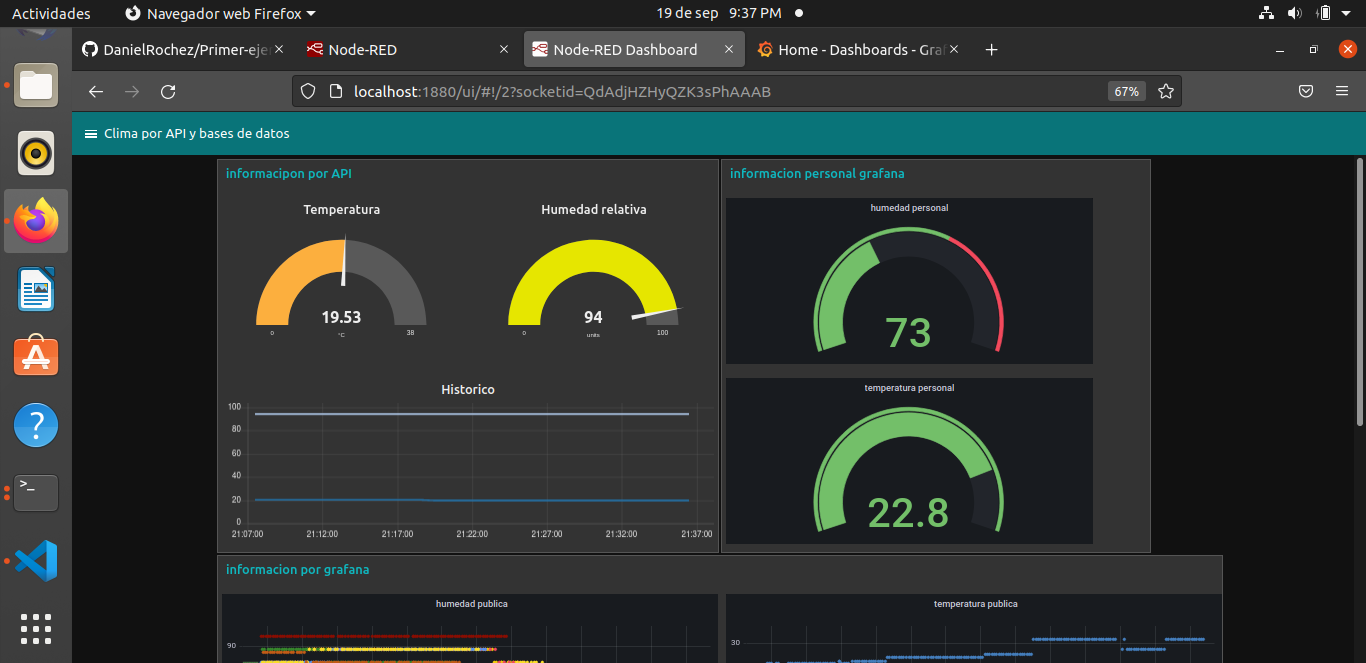 Actividades
Navegador web Firefox
19 de sep 9:37 PM
DanielRochez/Primer-eje
Node-RED
Node-RED Dashboard
Home - Dashboards - Graf
localhost:1880/ui/#!/2?socketid=QdAdjHZHyQZK3sPhAAAB
67%
Clima por API y bases de datos
informacipon por API
Temperatura
19.53
°C
0
38
Humedad relativa
94
units
0
100
Historico
100
80
60
40
20
0
21:07:00
21:12:00
21:17:00
21:22:00
21:27:00
21:32:00
21:37:00
informacion personal grafana
humedad personal
73
temperatura personal
22.8
informacion por grafana
humedad publica
90
temperatura publica
30
>_
?